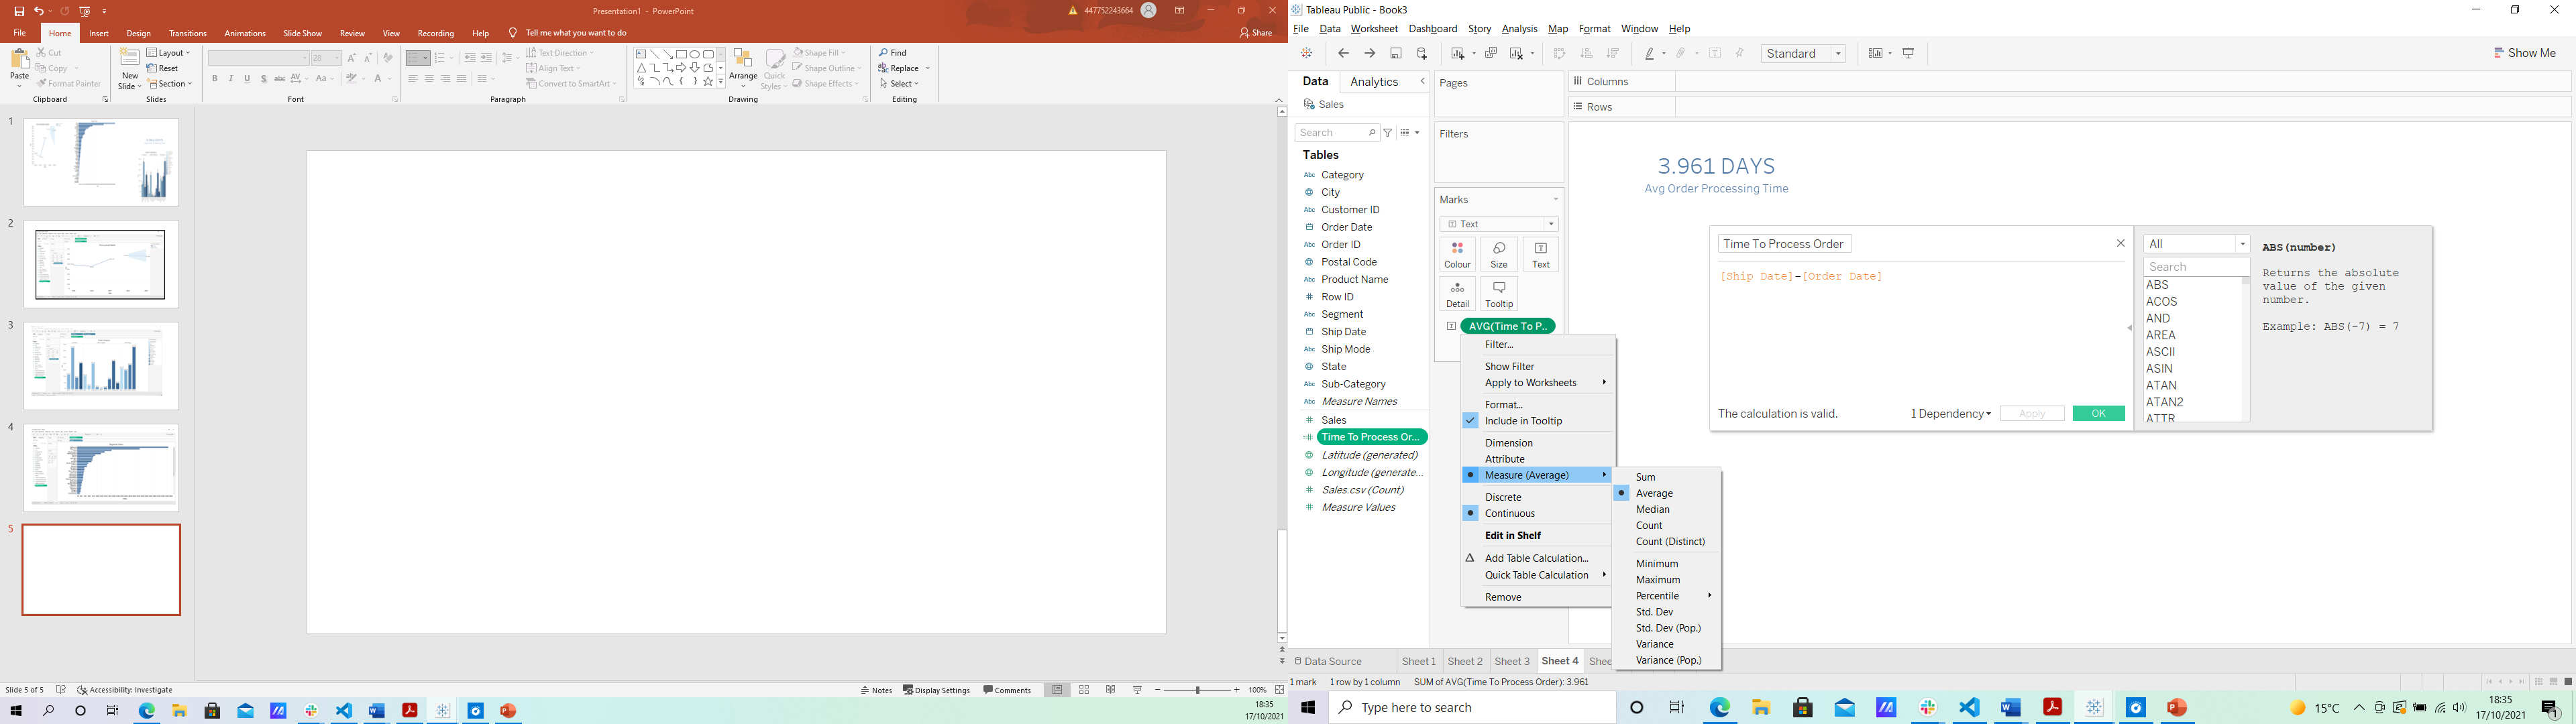 Presentation1 - PowerPoint
447752243664
File Home Insert Design Transitions Animations Slide Show Review View Recording Help Tell me what you want to do
Share
Paste
Cut
Copy
Format Painter
Clipboard
New Slide
Layout
Reset
Section
Slides
28
Font
Text Direction
Align Text
Convert to SmartArt
Paragraph
Arrange
Quick Styles
Shape Fill
Shape Outline
Shape Effects
Drawing
Find
Replace
Select
Editing
1
2
3
4
5
Slide 5 of 5
Accessibility: Investigate
Notes
Display Settings
Comments
100%
18:35
17/10/2021
Tableau Public - Book3
File Data Worksheet Dashboard Story Analysis Map Format Window Help
Standard
Show Me
Data Analytics
Sales
Search
Tables
Category
City
Customer ID
Order Date
Order ID
Postal Code
Product Name
Row ID
Segment
Ship Date
Ship Mode
State
Sub-Category
Measure Names
Sales
Time To Process Or...
Latitude (generated)
Longitude (generate...
Sales.csv (Count)
Measure Values
Pages
Filters
Marks
Text
Colour Size Text
Detail Tooltip
AVG(Time To P..
Filter...
Show Filter
Apply to Worksheets
Format...
Include in Tooltip
Dimension
Attribute
Measure (Average)
Discrete
Continuous
Edit in Shelf
Add Table Calculation...
Quick Table Calculation
Remove
Sum
Average
Median
Count
Count (Distinct)
Minimum
Maximum
Percentile
Std. Dev
Std. Dev (Pop.)
Variance
Variance (Pop.)
Columns
Rows
3.961 DAYS
Avg Order Processing Time
Time To Process Order
[Ship Date]-[Order Date]
The calculation is valid.
1 Dependency
Apply
OK
All
Search
ABS
ACOS
AND
AREA
ASCII
ASIN
ATAN
ATAN2
ATTR
ABS(number)
Returns the absolute
value of the given
number.
Example: ABS(-7) = 7
Data Source Sheet 1 Sheet 2 Sheet 3 Sheet 4 Shee
1 mark 1 row by 1 column SUM of AVG(Time To Process Order): 3.961
Type here to search
15°C
18:35
17/10/2021